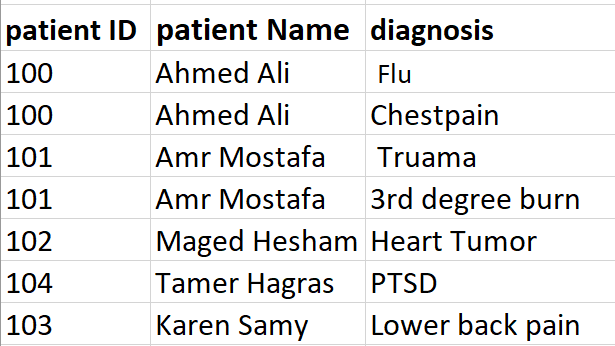 patient ID patient Name diagnosis
100 Ahmed Ali Flu
100 Ahmed Ali Chestpain
101 Amr Mostafa Truama
101 Amr Mostafa 3rd degree burn
102 Maged Hesham Heart Tumor
104 Tamer Hagras PTSD
103 Karen Samy Lower back pain